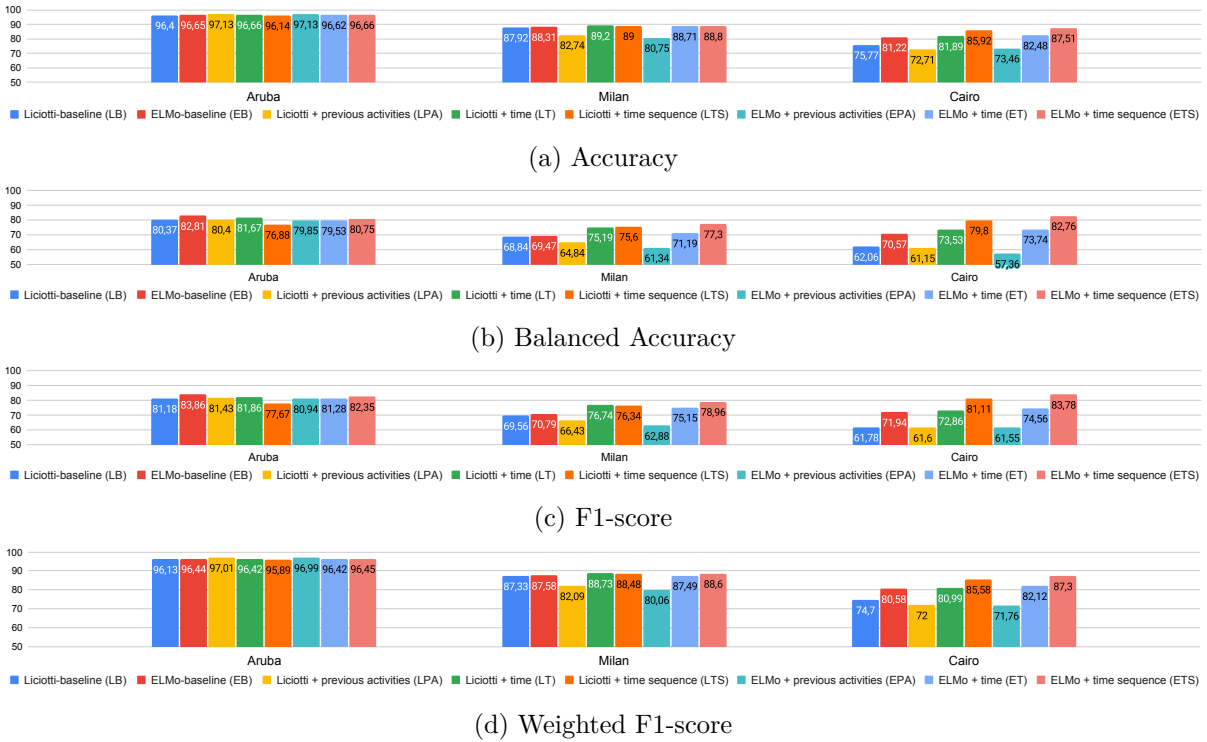 100
90
80
70
60
50
96,4 96,65 97,13 96,66 96,14 97,13 96,62 96,66
87,92 88,31 82,74 89,2 89 80,75 88,71 88,8
75,77 81,22 72,71 81,89 85,92 73,46 82,48 87,51
Aruba Milan Cairo
Liciotti-baseline (LB) ELMo-baseline (EB) Liciotti + previous activities (LPA) Liciotti + time (LT) Liciotti + time sequence (LTS) ELMo + previous activities (EPA) ELMo + time (ET) ELMo + time sequence (ETS)
(a) Accuracy
100
90
80
70
60
50
80,37 82,81 80,4 81,67 76,88 79,85 79,53 80,75
68,84 69,47 64,84 75,19 75,6 61,34 71,19 77,3
62,06 70,57 61,15 73,53 79,8 57,36 73,74 82,76
Aruba Milan Cairo
Liciotti-baseline (LB) ELMo-baseline (EB) Liciotti + previous activities (LPA) Liciotti + time (LT) Liciotti + time sequence (LTS) ELMo + previous activities (EPA) ELMo + time (ET) ELMo + time sequence (ETS)
(b) Balanced Accuracy
100
90
80
70
60
50
81,18 83,86 81,43 81,86 77,67 80,94 81,28 82,35
69,56 70,79 66,43 76,74 76,34 62,88 75,15 78,96
61,78 71,94 61,6 72,86 81,11 61,55 74,56 83,78
Aruba Milan Cairo
Liciotti-baseline (LB) ELMo-baseline (EB) Liciotti + previous activities (LPA) Liciotti + time (LT) Liciotti + time sequence (LTS) ELMo + previous activities (EPA) ELMo + time (ET) ELMo + time sequence (ETS)
(c) F1-score
100
90
80
70
60
50
96,13 96,44 97,01 96,42 95,89 96,99 96,42 96,45
87,33 87,58 82,09 88,73 88,48 80,06 87,49 88,6
74,7 80,58 72 80,99 85,58 71,76 82,12 87,3
Aruba Milan Cairo
Liciotti-baseline (LB) ELMo-baseline (EB) Liciotti + previous activities (LPA) Liciotti + time (LT) Liciotti + time sequence (LTS) ELMo + previous activities (EPA) ELMo + time (ET) ELMo + time sequence (ETS)
(d) Weighted F1-score